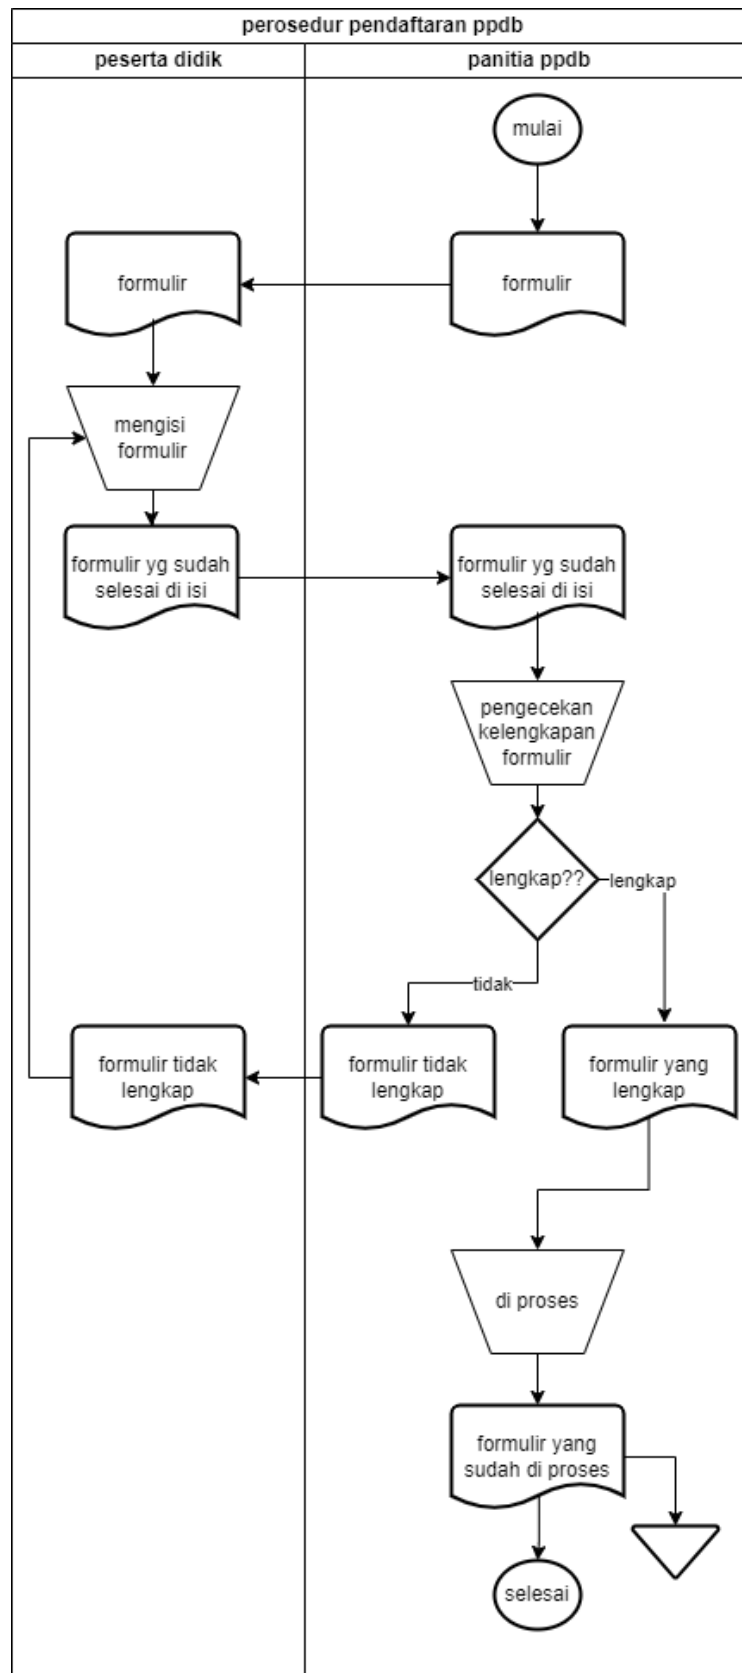 perosedur pendaftaran ppdb
peserta didik
panitia ppdb
mulai
formulir
formulir
mengisi
formulir
formulir yg sudah
selesai di isi
formulir yg sudah
selesai di isi
pengecekan
kelengkapan
formulir
lengkap??
lengkap
tidak
formulir tidak
lengkap
formulir tidak
lengkap
formulir yang
lengkap
di proses
formulir yang
sudah di proses
selesai